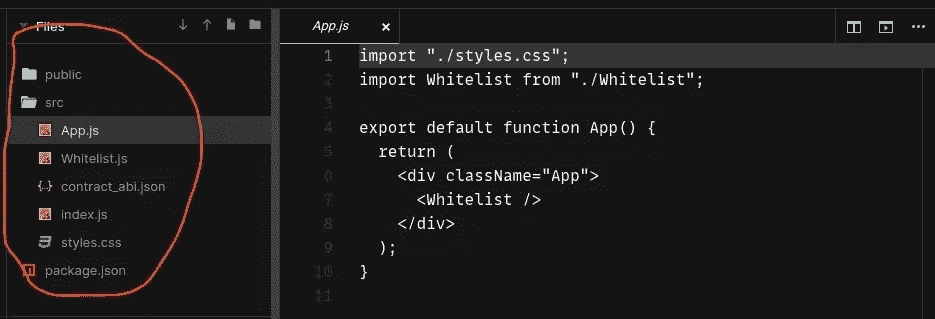 Files
public
src
App.js
Whitelist.js
{..} contract_abi.json
index.js
styles.css
package.json
App.js ×
1 import "./styles.css";
2 import Whitelist from "./Whitelist";
3
4 export default function App() {
5 return (
6 <div className="App">
7 <Whitelist />
8 </div>
9 );
10 }
11